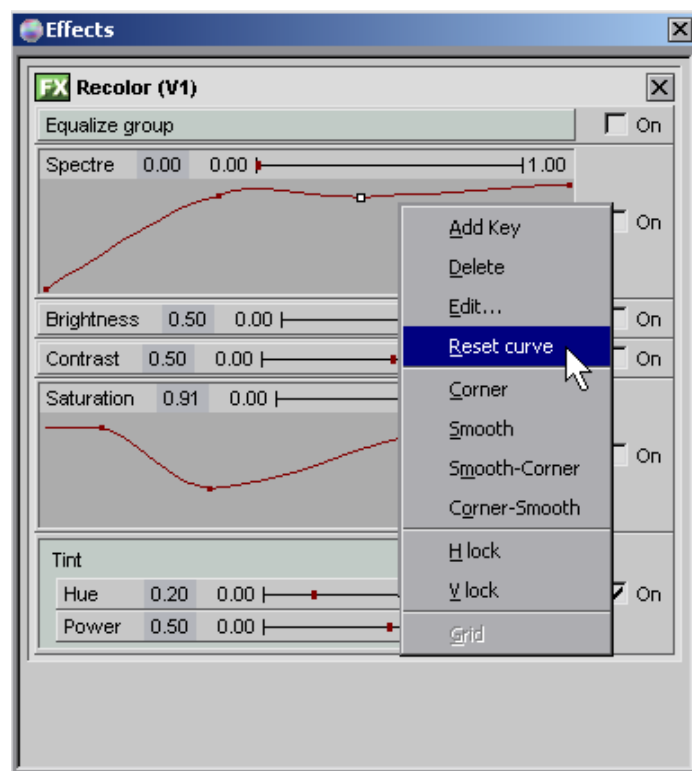 Effects
FX Recolor (V1)
Equalize group On
Spectre 0.00 0.00 1.00
On
Brightness 0.50 0.00 On
Contrast 0.50 0.00 On
Saturation 0.91 0.00
On
Tint
Hue 0.20 0.00 On
Power 0.50 0.00
Add Key
Delete
Edit...
Reset curve
Corner
Smooth
Smooth-Corner
Corner-Smooth
H lock
V lock
Grid